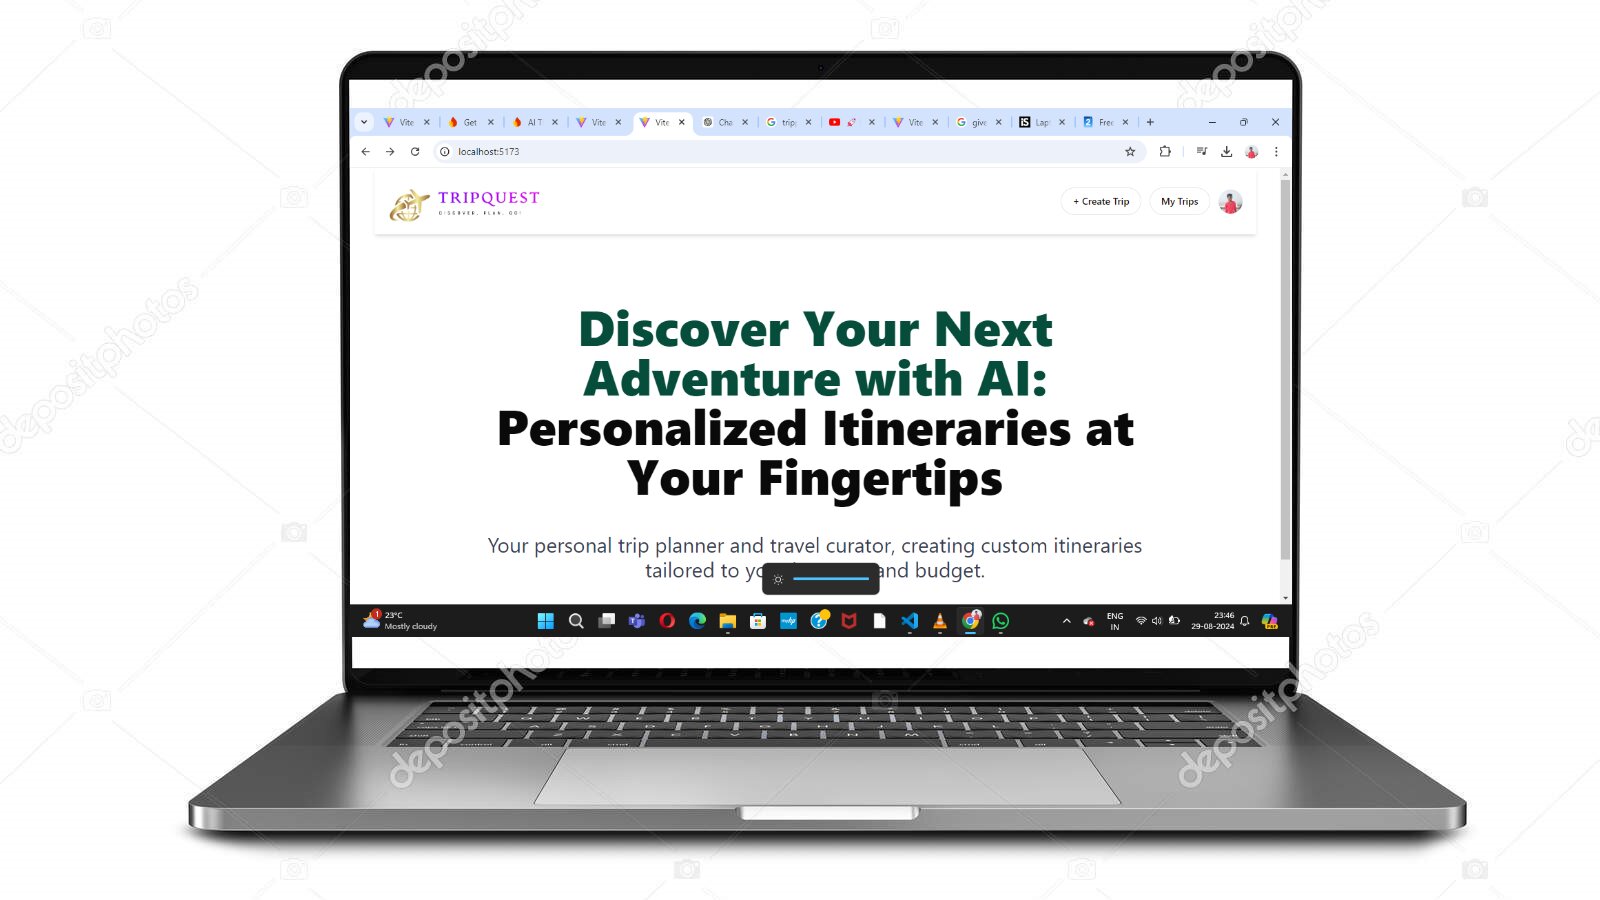 Vite
Get
AI T
Vite
Vite
Cha
trip
Vite
give
Lap
Free
localhost:5173
TRIPQUEST
DISCOVER. PLAN. GO!
+ Create Trip
My Trips
Discover Your Next
Adventure with AI:
Personalized Itineraries at
Your Fingertips
Your personal trip planner and travel curator, creating custom itineraries
tailored to and budget.
1
23°C
Mostly cloudy
ENG
IN
23:46
29-08-2024
depositphotos
depositphotos
depositphotos
depositphotos
depositphotos